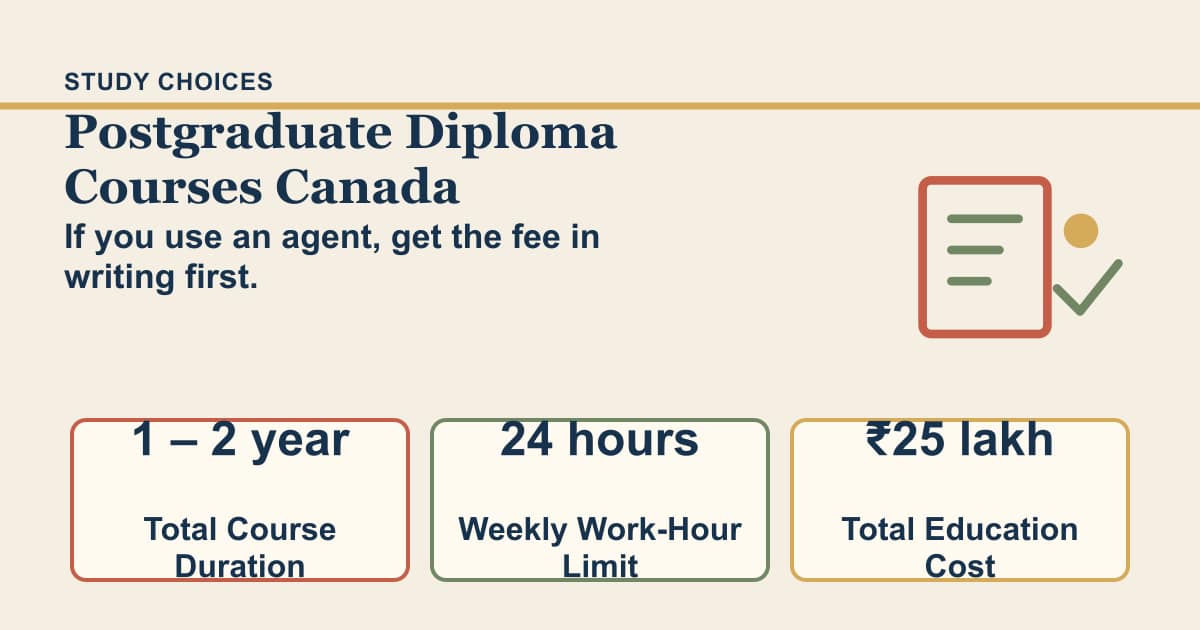 STUDY CHOICES
Postgraduate Diploma
Courses Canada
If you use an agent, get the fee in
writing first.
1 – 2 year
Total Course
Duration
24 hours
Weekly Work-Hour
Limit
₹25 lakh
Total Education
Cost